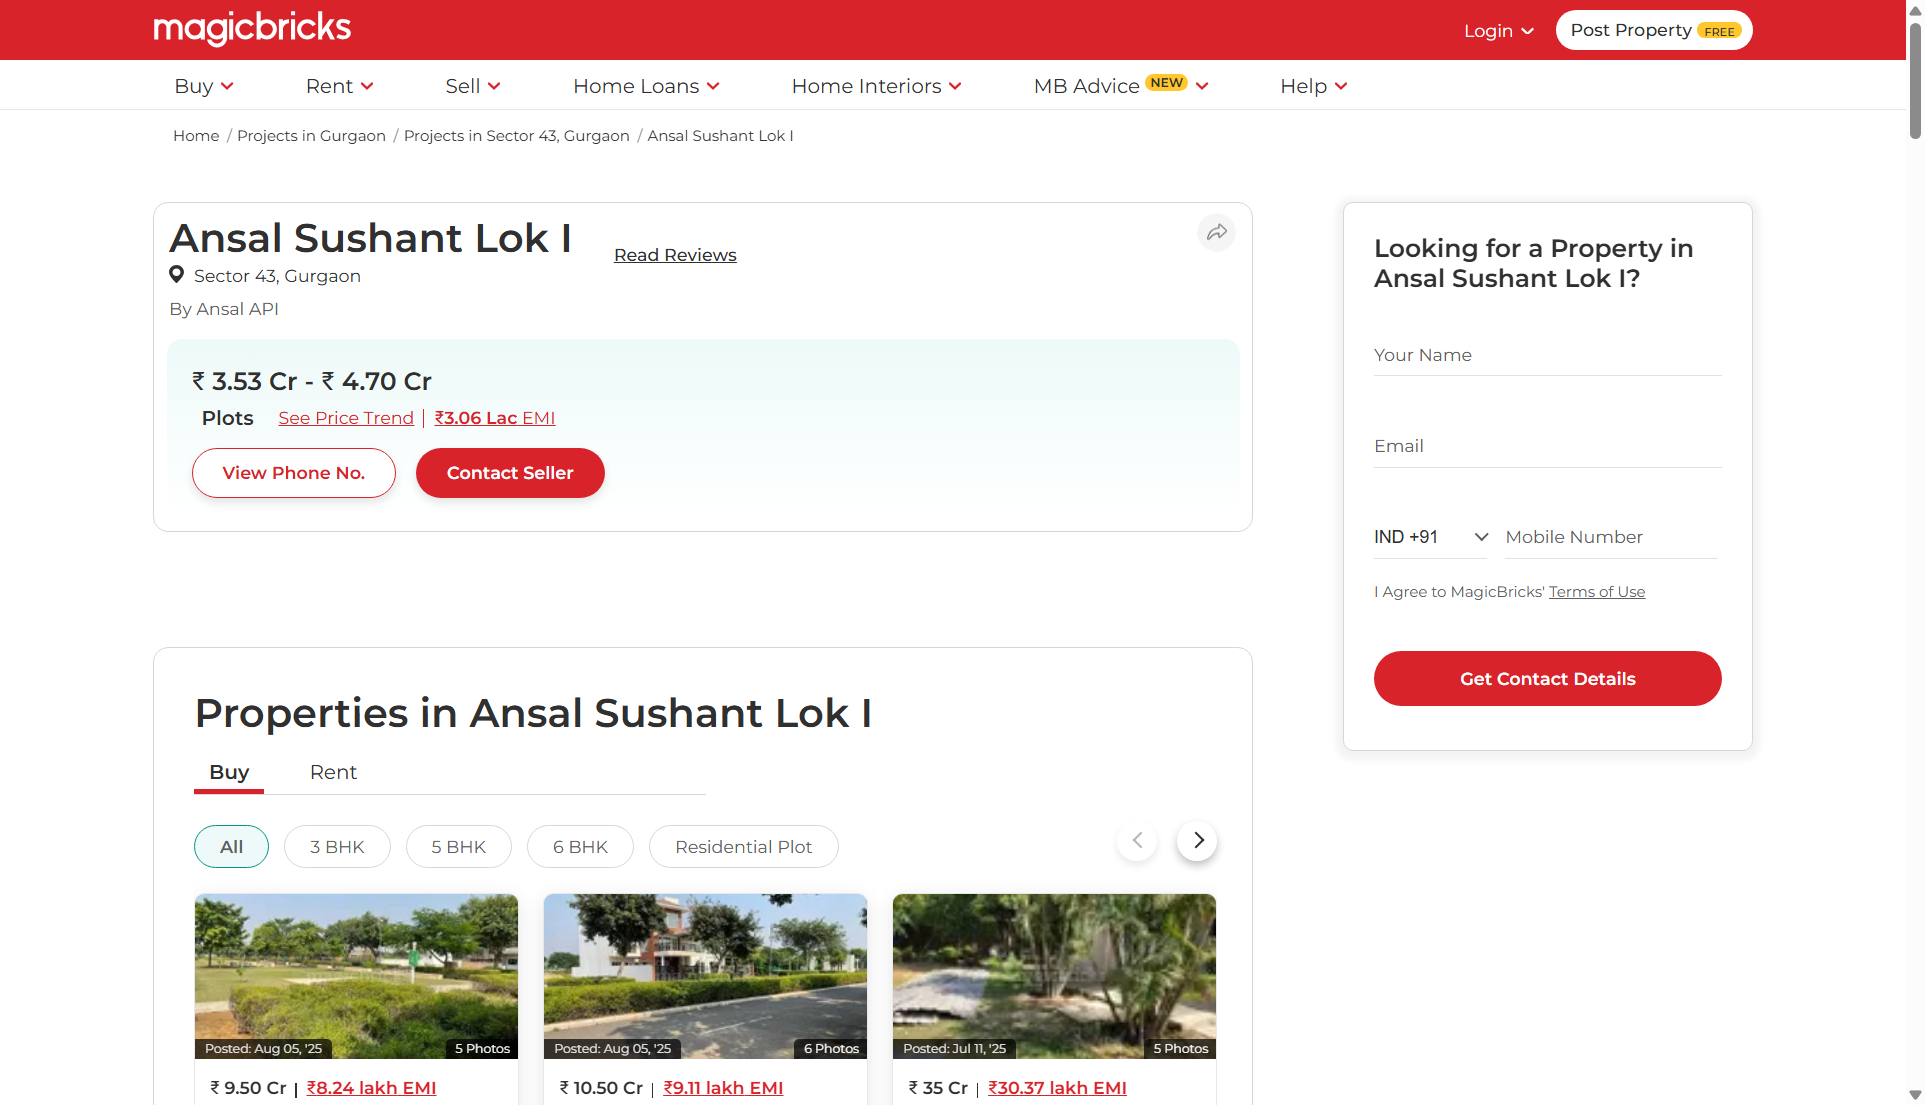 magicbricks
Login
Post Property FREE
Buy
Rent
Sell
Home Loans
Home Interiors
MB Advice NEW
Help
Home / Projects in Gurgaon / Projects in Sector 43, Gurgaon / Ansal Sushant Lok I
Ansal Sushant Lok I
Read Reviews
Sector 43, Gurgaon
By Ansal API
₹ 3.53 Cr - ₹ 4.70 Cr
Plots See Price Trend | ₹3.06 Lac EMI
View Phone No.
Contact Seller
Looking for a Property in
Ansal Sushant Lok I?
Your Name
Email
IND +91
Mobile Number
I Agree to MagicBricks' Terms of Use
Get Contact Details
Properties in Ansal Sushant Lok I
Buy
Rent
All
3 BHK
5 BHK
6 BHK
Residential Plot
Posted: Aug 05, '25
5 Photos
Posted: Aug 05, '25
6 Photos
Posted: Jul 11, '25
5 Photos
₹ 9.50 Cr | ₹8.24 lakh EMI
₹ 10.50 Cr | ₹9.11 lakh EMI
₹ 35 Cr | ₹30.37 lakh EMI